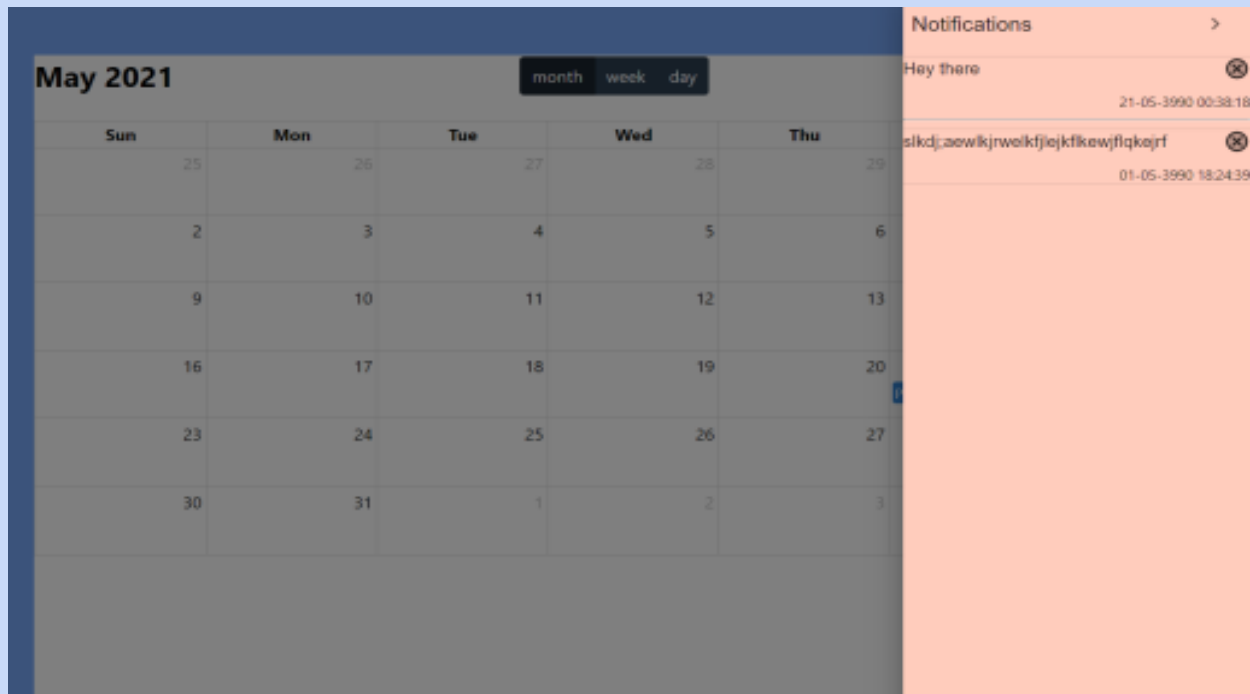 Notifications
Hey there
21-05-3990 00:38:18
slkdj;aewlkjrwelkfjlejkflkewjflqkejrf
01-05-3990 18:24:39
May 2021
month week day
Sun Mon Tue Wed Thu
25 26 27 28 29
2 3 4 5 6
9 10 11 12 13
16 17 18 19 20
23 24 25 26 27
30 31 1 2 3